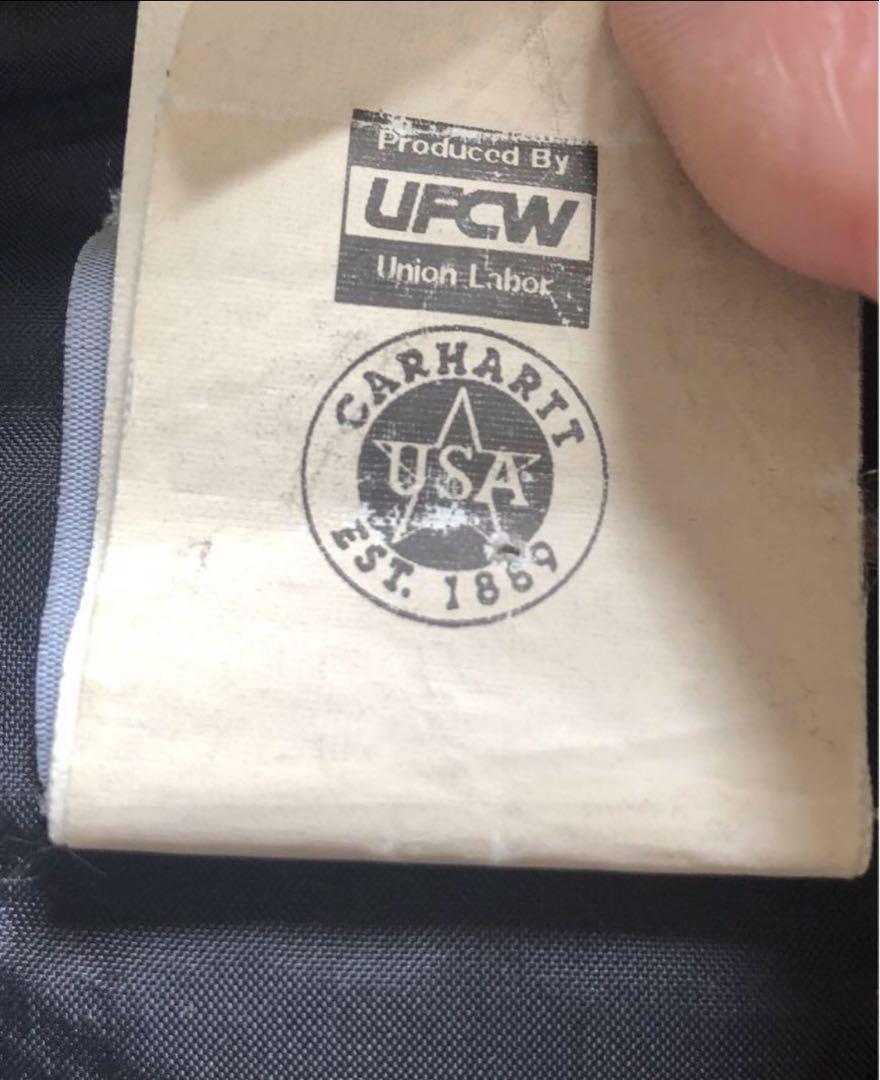 Produced By
UFCW
Union Labor
CARHARTT
USA
EST. 1889